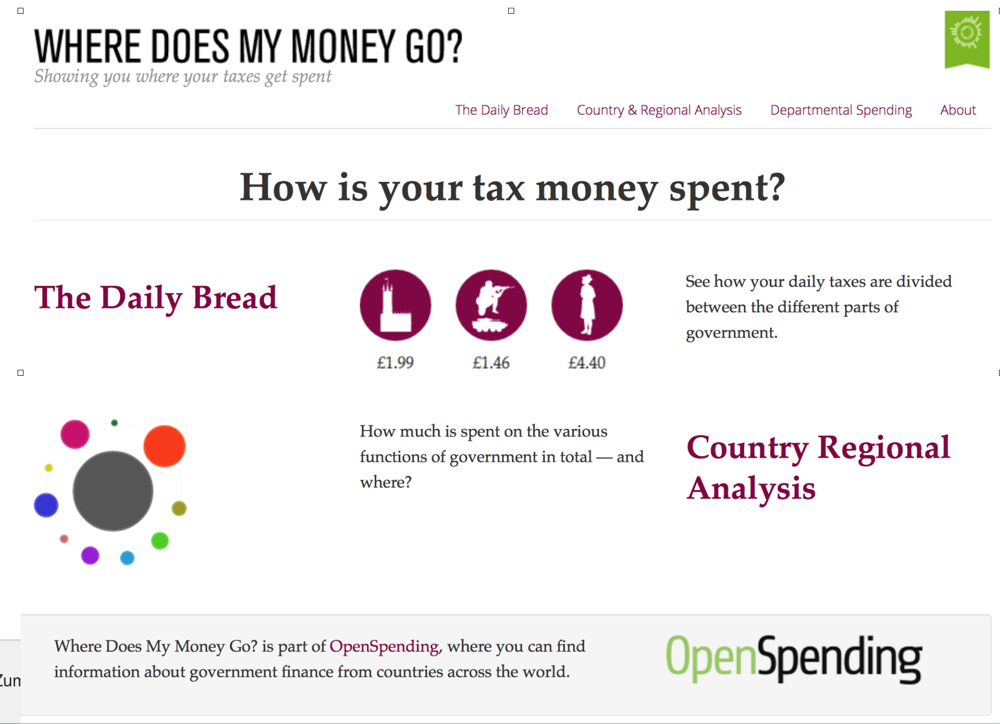 WHERE DOES MY MONEY GO?
Showing you where your taxes get spent
The Daily Bread
Country & Regional Analysis
Departmental Spending
About
How is your tax money spent?
The Daily Bread
£1.99
£1.46
£4.40
See how your daily taxes are divided
between the different parts of
government.
How much is spent on the various
functions of government in total — and
where?
Country Regional
Analysis
Where Does My Money Go? is part of OpenSpending, where you can find
information about government finance from countries across the world.
OpenSpending
Zum